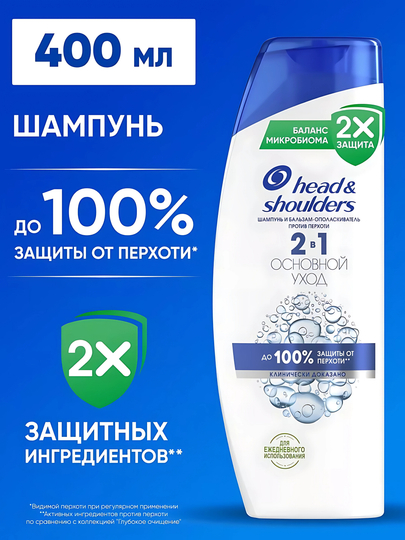 400 мл
ШАМПУНЬ
ДО 100%
ЗАЩИТЫ ОТ ПЕРХОТИ*
2X
ЗАЩИТНЫХ
ИНГРЕДИЕНТОВ**
*Видимой перхоти при регулярном применении
**Активных ингредиентов против перхоти
по сравнению с коллекцией "Глубокое очищение"
БАЛАНС
МИКРОБИОМА
2X
ЗАЩИТА
head &
shoulders
ШАМПУНЬ И БАЛЬЗАМ-ОПОЛАСКИВАТЕЛЬ
ПРОТИВ ПЕРХОТИ
2 в 1
ОСНОВНОЙ
УХОД
ДО 100% ЗАЩИТЫ ОТ
ПЕРХОТИ**
КЛИНИЧЕСКИ ДОКАЗАНО
ДЛЯ
ЕЖЕДНЕВНОГО
ИСПОЛЬЗОВАНИЯ